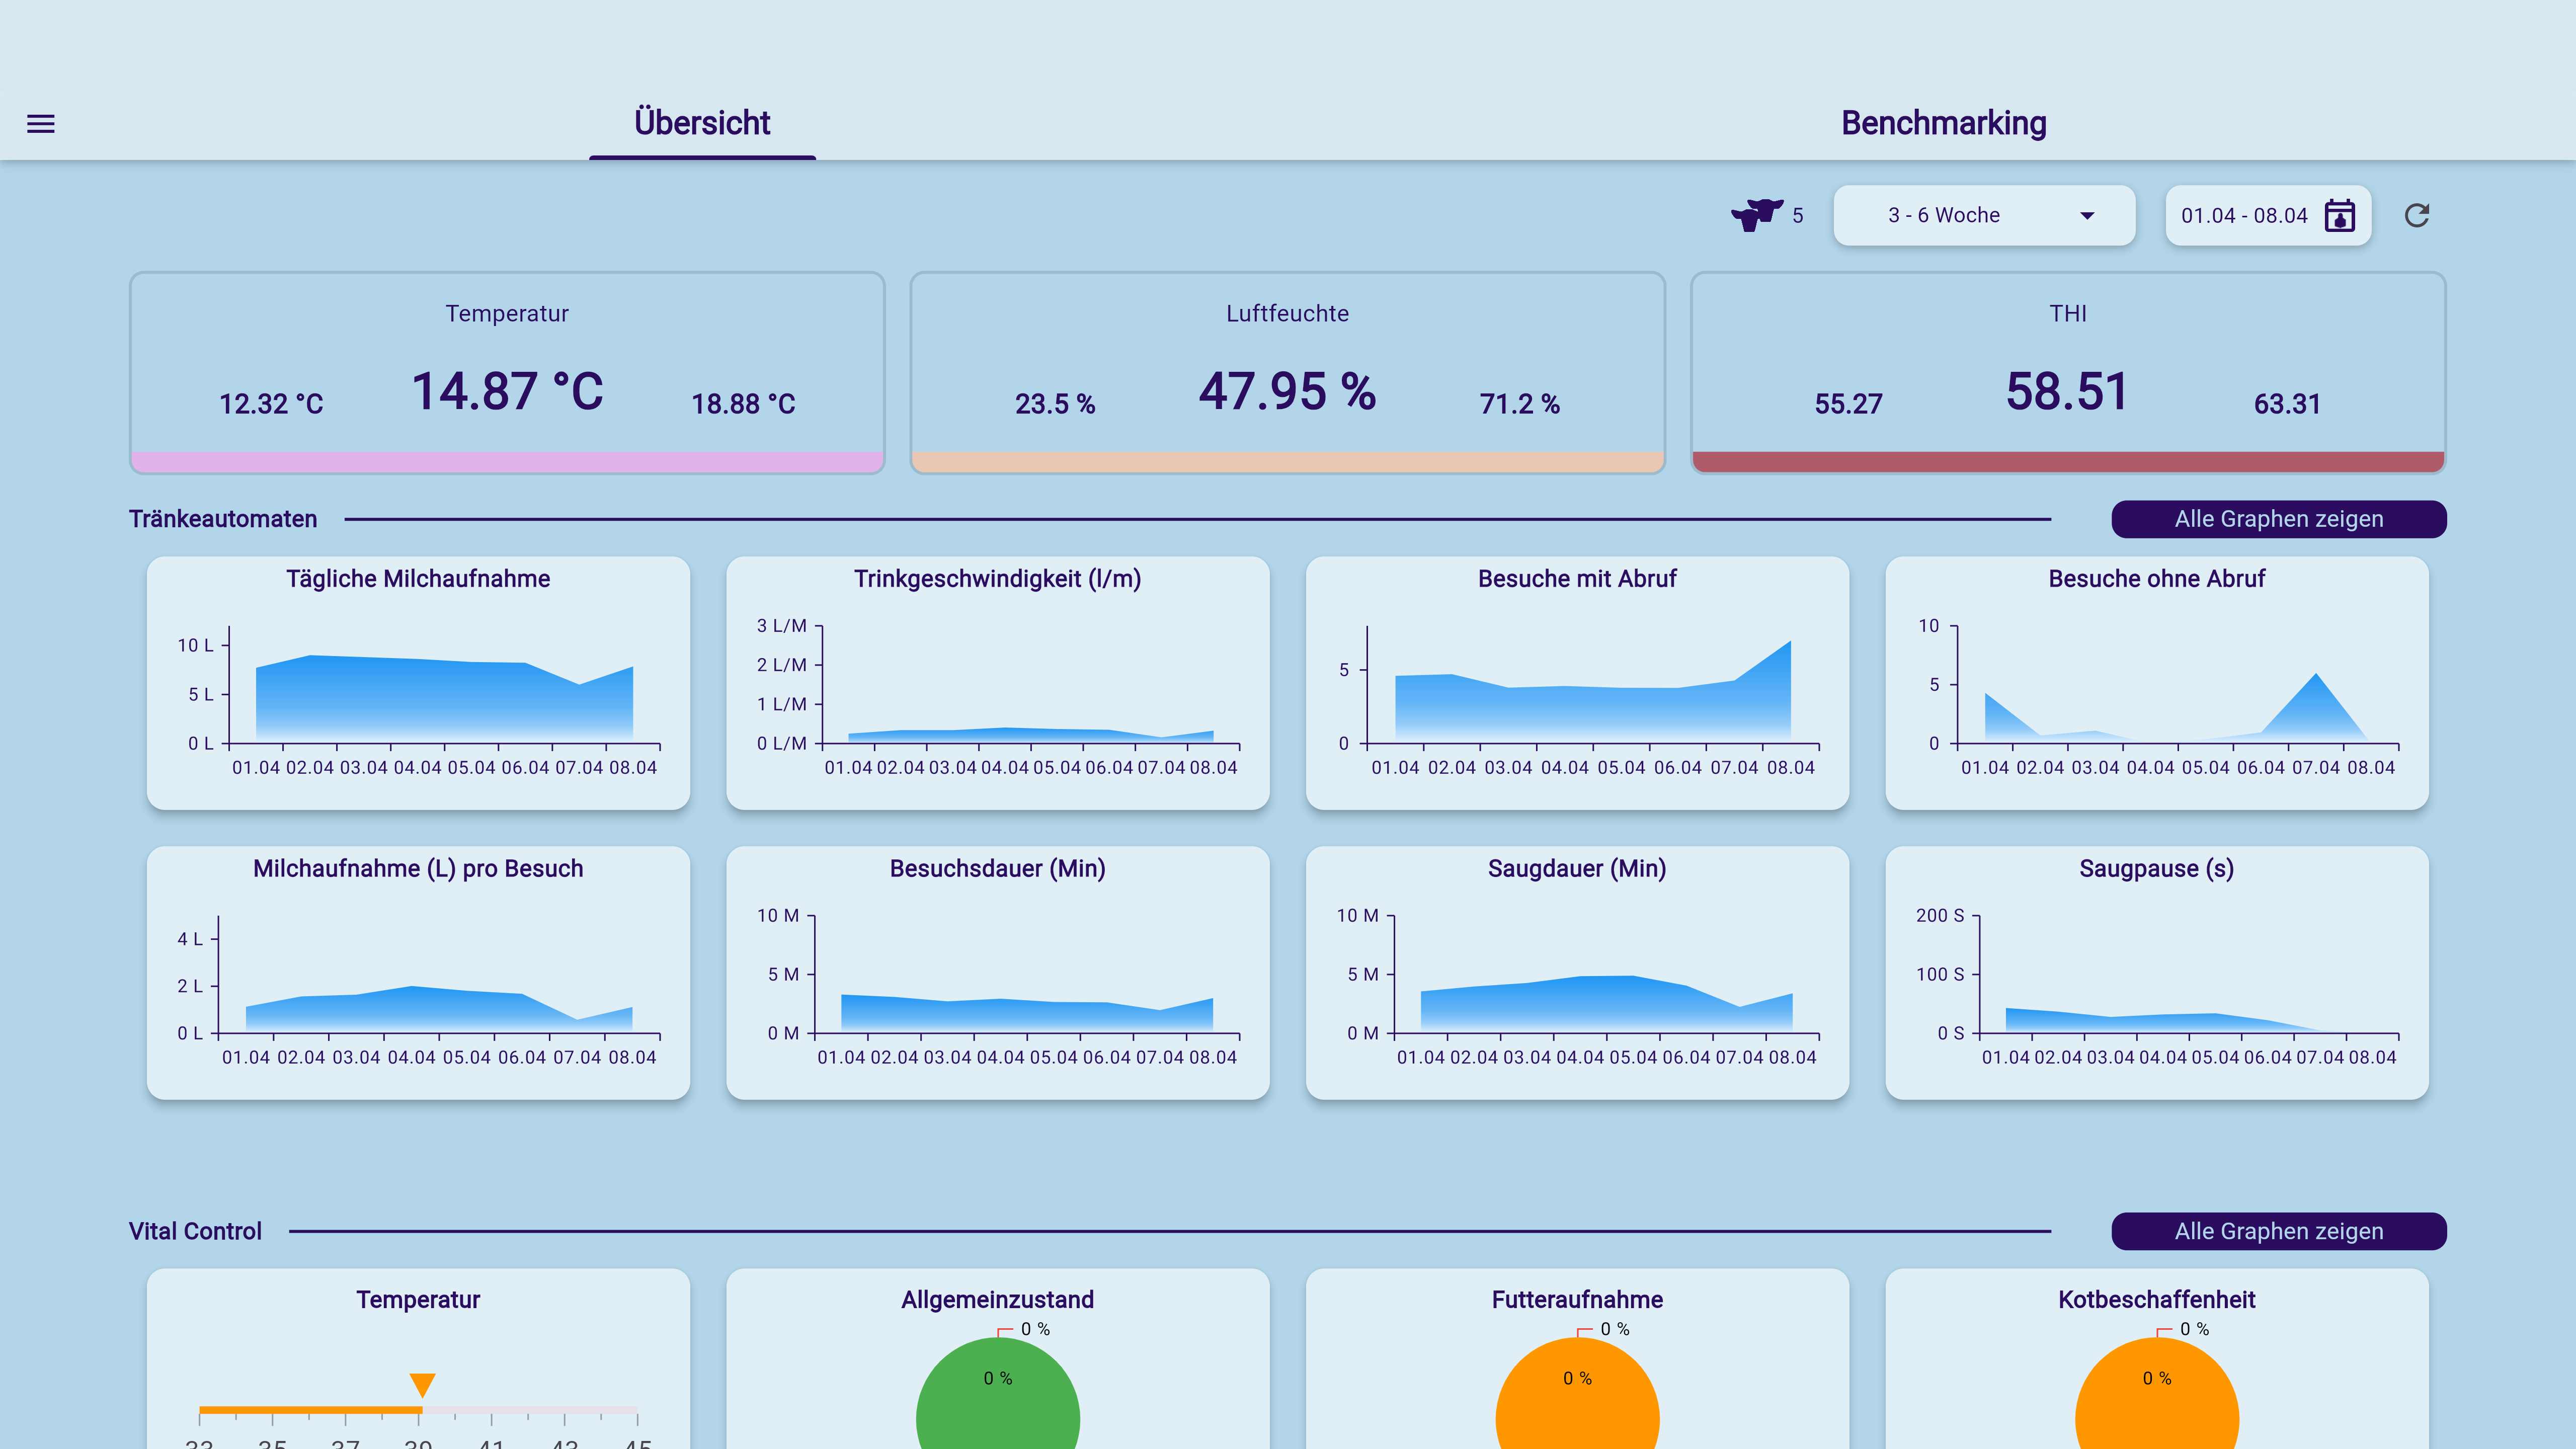 Übersicht
Benchmarking
5
3 - 6 Woche
01.04 - 08.04
Temperatur
12.32 °C
14.87 °C
18.88 °C
Luftfeuchte
23.5 %
47.95 %
71.2 %
THI
55.27
58.51
63.31
Tränkeautomaten
Alle Graphen zeigen
Tägliche Milchaufnahme
10 L
5 L
0 L
01.04 02.04 03.04 04.04 05.04 06.04 07.04 08.04
Trinkgeschwindigkeit (l/m)
3 L/M
2 L/M
1 L/M
0 L/M
01.04 02.04 03.04 04.04 05.04 06.04 07.04 08.04
Besuche mit Abruf
5
0
01.04 02.04 03.04 04.04 05.04 06.04 07.04 08.04
Besuche ohne Abruf
10
5
0
01.04 02.04 03.04 04.04 05.04 06.04 07.04 08.04
Milchaufnahme (L) pro Besuch
4 L
2 L
0 L
01.04 02.04 03.04 04.04 05.04 06.04 07.04 08.04
Besuchsdauer (Min)
10 M
5 M
0 M
01.04 02.04 03.04 04.04 05.04 06.04 07.04 08.04
Saugdauer (Min)
10 M
5 M
0 M
01.04 02.04 03.04 04.04 05.04 06.04 07.04 08.04
Saugpause (s)
200 S
100 S
0 S
01.04 02.04 03.04 04.04 05.04 06.04 07.04 08.04
Vital Control
Alle Graphen zeigen
Temperatur
33 35 37 39 41 43 45
Allgemeinzustand
0 %
0 %
Futteraufnahme
0 %
0 %
Kotbeschaffenheit
0 %
0 %